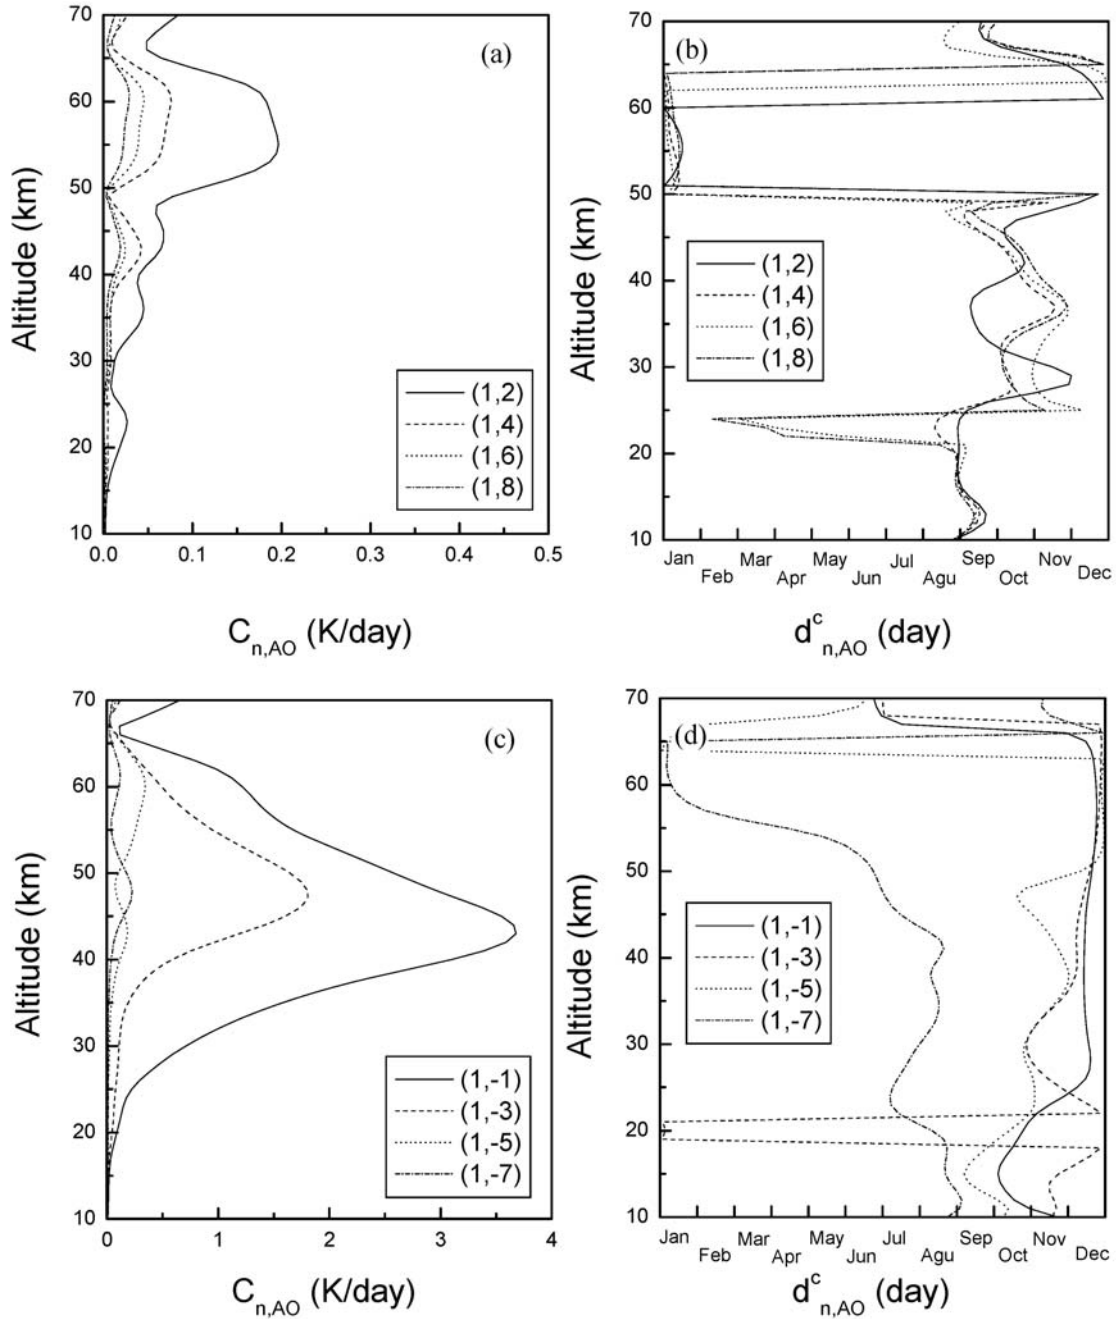 (a)
70
60
50
40
30
20
10
Altitude (km)
(1,2)
(1,4)
(1,6)
(1,8)
0.0 0.1 0.2 0.3 0.4 0.5
C n,AO (K/day)
(b)
70
60
50
40
30
20
10
Altitude (km)
(1,2)
(1,4)
(1,6)
(1,8)
Jan Mar May Jul Sep Nov
Feb Apr Jun Agu Oct Dec
d c n,AO (day)
(c)
70
60
50
40
30
20
10
Altitude (km)
(1,-1)
(1,-3)
(1,-5)
(1,-7)
0 1 2 3 4
C n,AO (K/day)
(d)
70
60
50
40
30
20
10
Altitude (km)
(1,-1)
(1,-3)
(1,-5)
(1,-7)
Jan Mar May Jul Sep Nov
Feb Apr Jun Agu Oct Dec
d c n,AO (day)